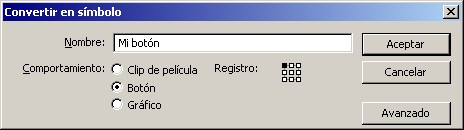 Convertir en símbolo
Nombre: Mi botón
Aceptar
Comportamiento: Clip de película Registro:
Cancelar
Botón
Gráfico
Avanzado